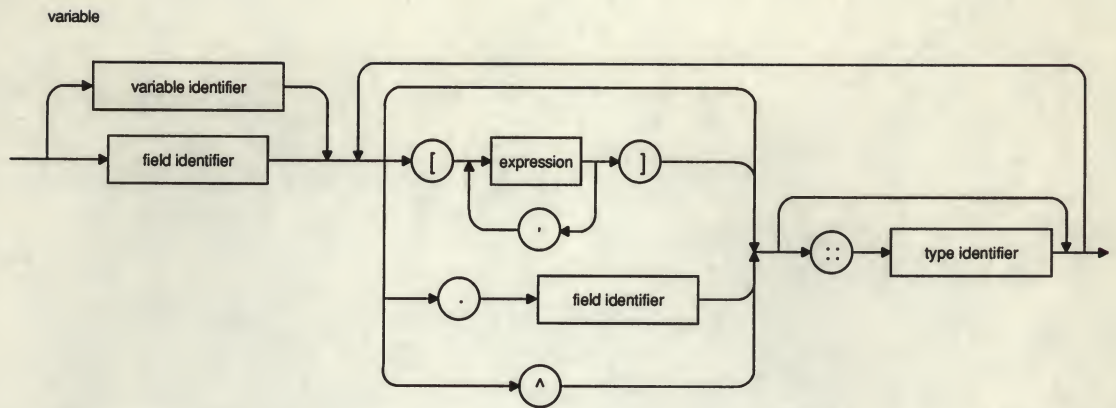 variable
variable identifier
field identifier
[
expression
]
,
.
field identifier
^
::
type identifier